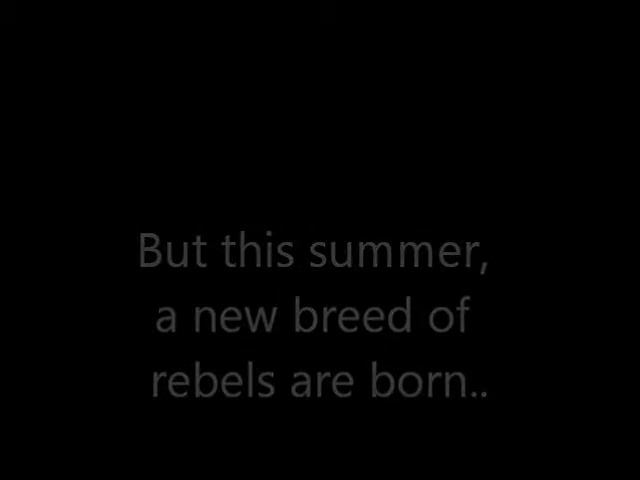 But this summer,
a new breed of
rebels are born..